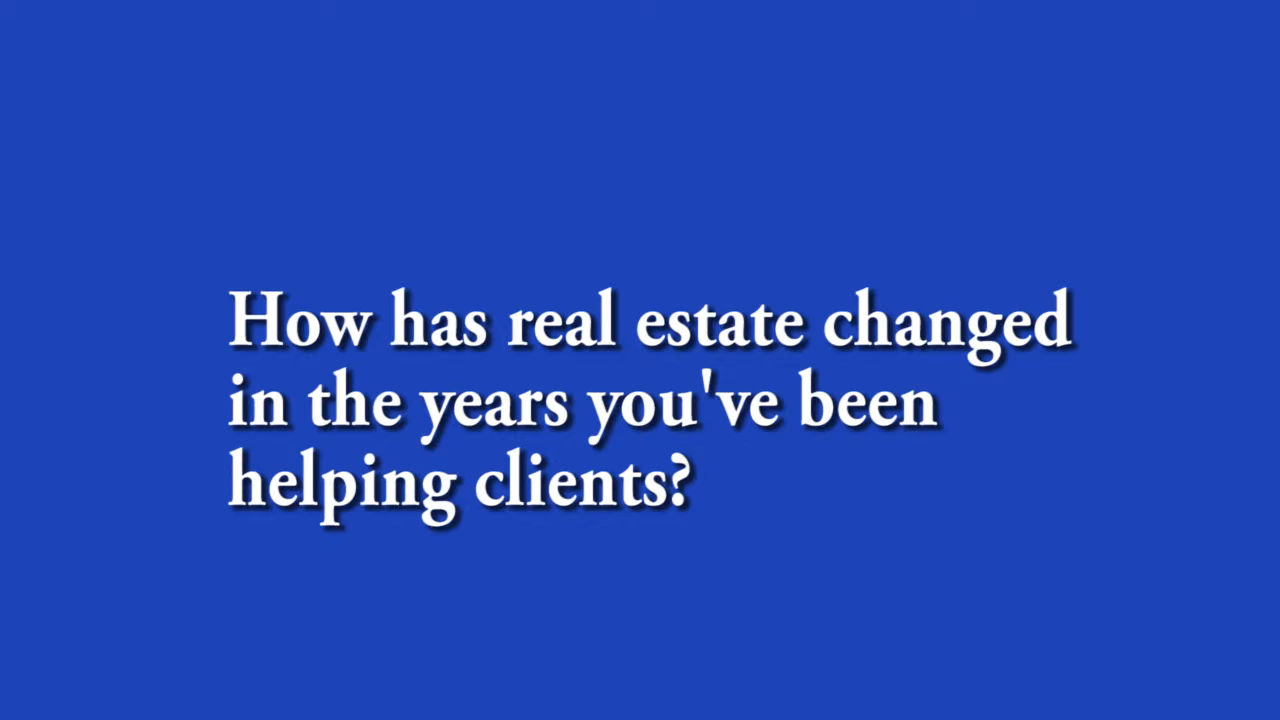 How has real estate changed
in the years you've been
helping clients?